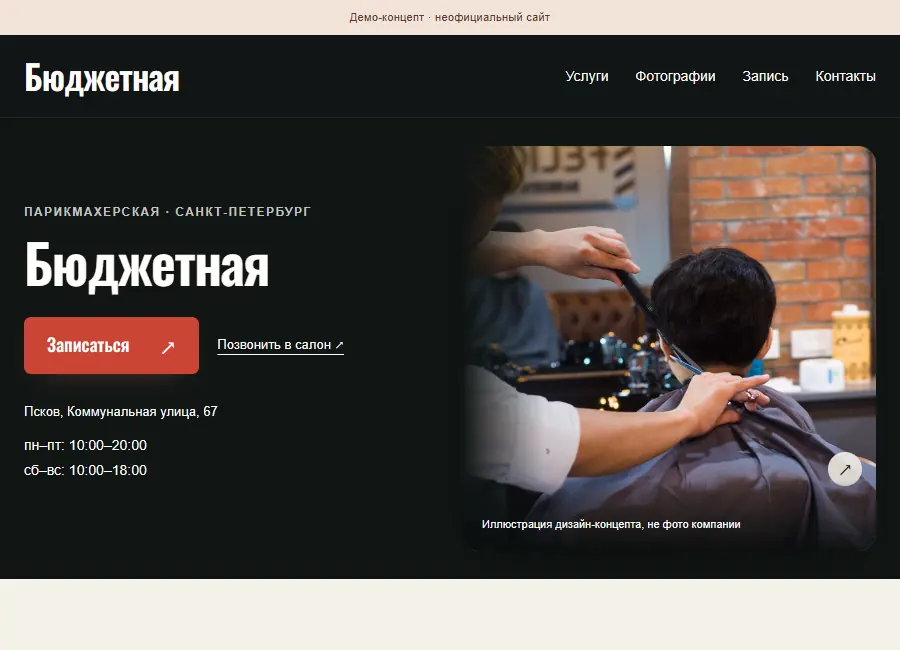 Демо-концепт · неофициальный сайт
Бюджетная
Услуги Фотографии Запись Контакты
ПАРИКМАХЕРСКАЯ · САНКТ-ПЕТЕРБУРГ
Бюджетная
Записаться ↗
Позвонить в салон ↗
Псков, Коммунальная улица, 67
пн–пт: 10:00–20:00
сб–вс: 10:00–18:00
↗
Иллюстрация дизайн-концепта, не фото компании